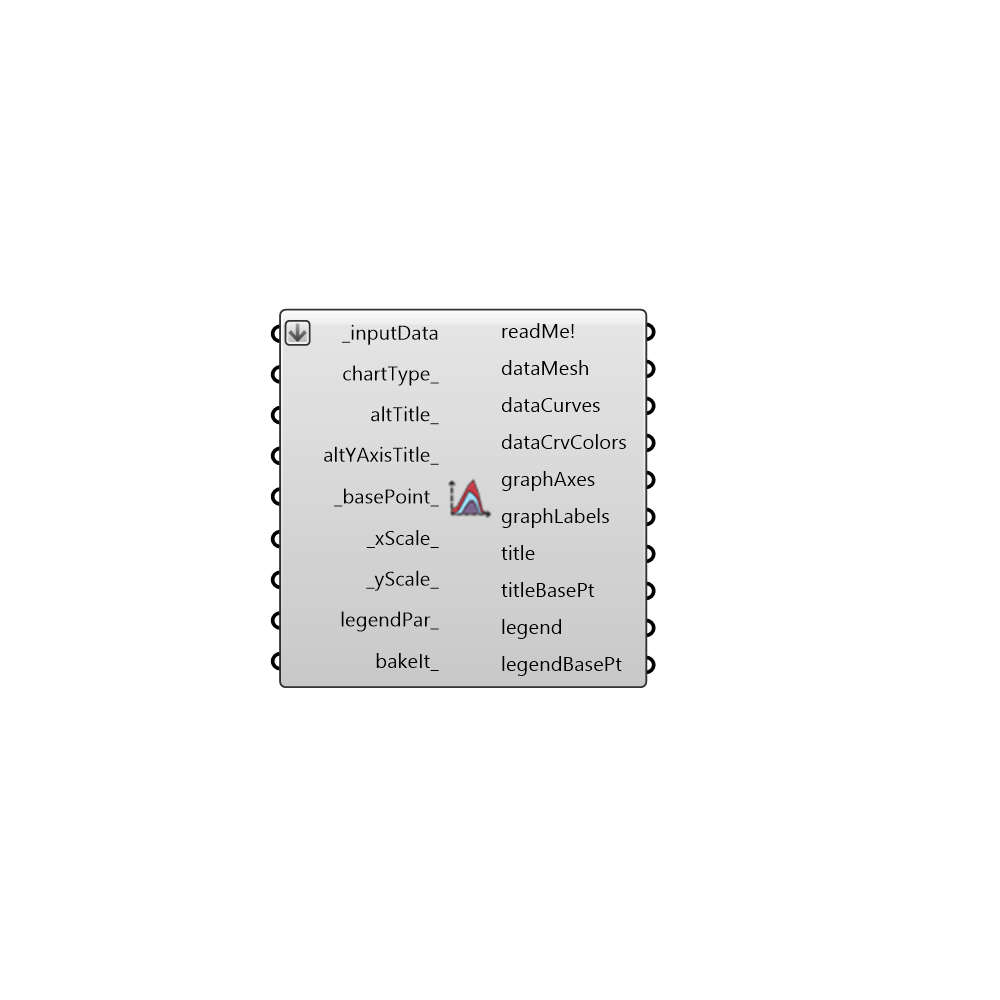 _inputData
chartType_
altTitle_
altYAxisTitle_
_basePoint_
_xScale_
_yScale_
legendPar_
bakeIt_
readMe!
dataMesh
dataCurves
dataCrvColors
graphAxes
graphLabels
title
titleBasePt
legend
legendBasePt